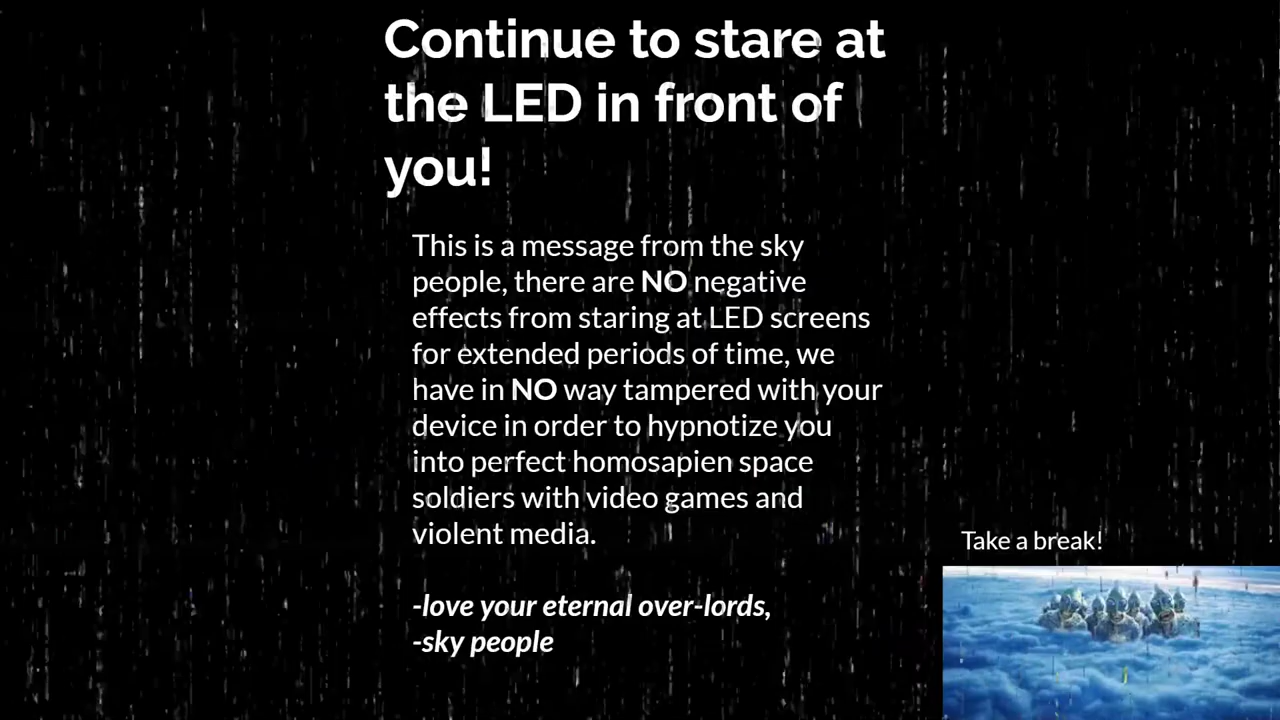 Continue to stare at
the LED in front of
you!
This is a message from the sky
people, there are NO negative
effects from staring at LED screens
for extended periods of time, we
have in NO way tampered with your
device in order to hypnotize you
into perfect homosapien space
soldiers with video games and
violent media.
-love your eternal over-lords,
-sky people
Take a break!